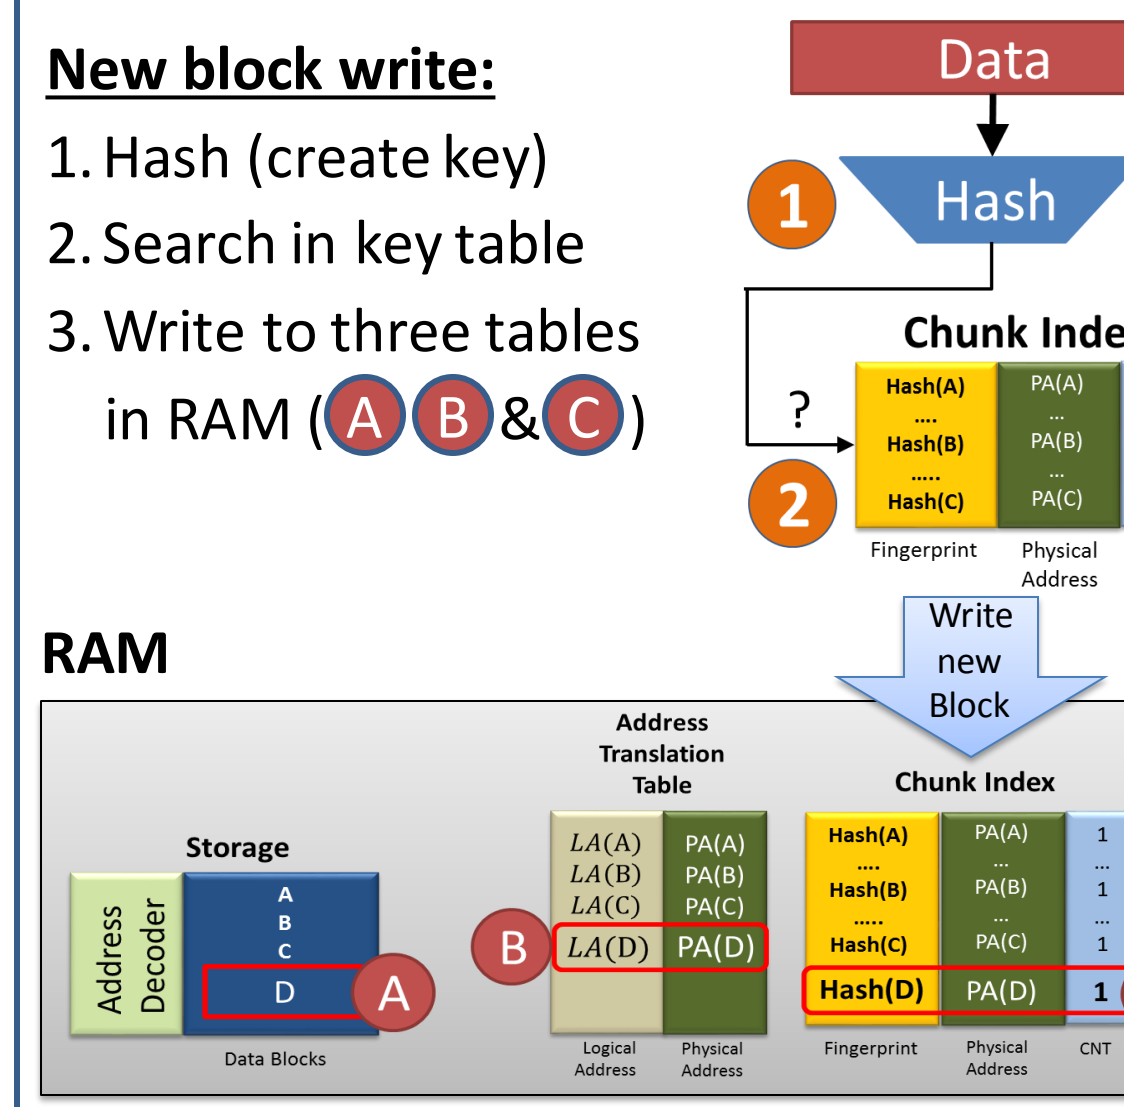 New block write:
1. Hash (create key)
2. Search in key table
3. Write to three tables
in RAM (A B & C)
Data
1
Hash
Chunk Inde
?
2
Hash(A) PA(A)
.... ...
Hash(B) PA(B)
..... ...
Hash(C) PA(C)
Fingerprint Physical
Address
Write
new
Block
RAM
Storage
Address
Decoder
A
B
C
D
A
Data Blocks
Address
Translation
Table
LA(A) PA(A)
LA(B) PA(B)
LA(C) PA(C)
B
LA(D) PA(D)
Logical
Address
Physical
Address
Chunk Index
Hash(A) PA(A) 1
.... ... ...
Hash(B) PA(B) 1
..... ... ...
Hash(C) PA(C) 1
Hash(D) PA(D) 1
Fingerprint Physical
Address
CNT